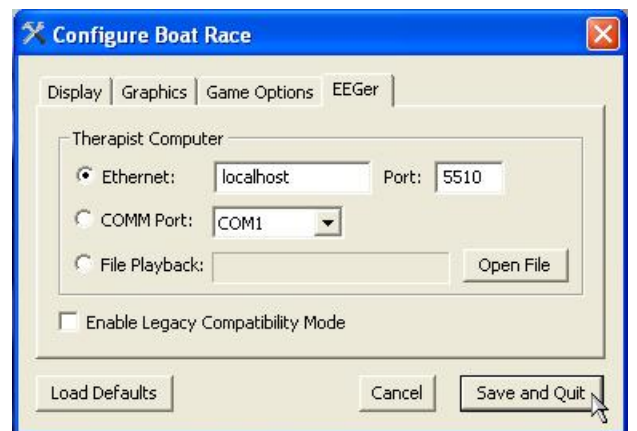 Configure Boat Race
Display Graphics Game Options EEGer
Therapist Computer
Ethernet: localhost Port: 5510
COMM Port: COM1
File Playback: Open File
Enable Legacy Compatibility Mode
Load Defaults Cancel Save and Quit